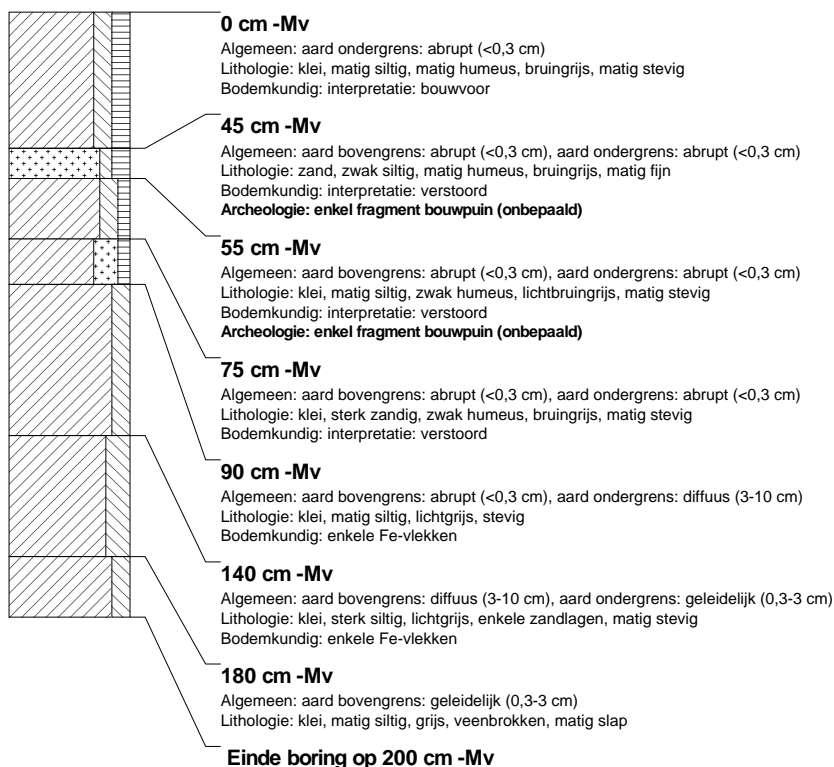 0 cm -Mv
Algemeen: aard ondergrens: abrupt (<0,3 cm)
Lithologie: klei, matig siltig, matig humeus, bruingrijs, matig stevig
Bodemkundig: interpretatie: bouwvoor
45 cm -Mv
Algemeen: aard bovengrens: abrupt (<0,3 cm), aard ondergrens: abrupt (<0,3 cm)
Lithologie: zand, zwak siltig, matig humeus, bruingrijs, matig fijn
Bodemkundig: interpretatie: verstoord
Archeologie: enkel fragment bouwpuin (onbepaald)
55 cm -Mv
Algemeen: aard bovengrens: abrupt (<0,3 cm), aard ondergrens: abrupt (<0,3 cm)
Lithologie: klei, matig siltig, zwak humeus, lichtbruingrijs, matig stevig
Bodemkundig: interpretatie: verstoord
Archeologie: enkel fragment bouwpuin (onbepaald)
75 cm -Mv
Algemeen: aard bovengrens: abrupt (<0,3 cm), aard ondergrens: abrupt (<0,3 cm)
Lithologie: klei, sterk zandig, zwak humeus, bruingrijs, matig stevig
Bodemkundig: interpretatie: verstoord
90 cm -Mv
Algemeen: aard bovengrens: abrupt (<0,3 cm), aard ondergrens: diffuus (3-10 cm)
Lithologie: klei, matig siltig, lichtgrijs, stevig
Bodemkundig: enkele Fe-vlekken
140 cm -Mv
Algemeen: aard bovengrens: diffuus (3-10 cm), aard ondergrens: geleidelijk (0,3-3 cm)
Lithologie: klei, sterk siltig, lichtgrijs, enkele zandlagen, matig stevig
Bodemkundig: enkele Fe-vlekken
180 cm -Mv
Algemeen: aard bovengrens: geleidelijk (0,3-3 cm)
Lithologie: klei, matig siltig, grijs, veenbrokken, matig slap
Einde boring op 200 cm -Mv